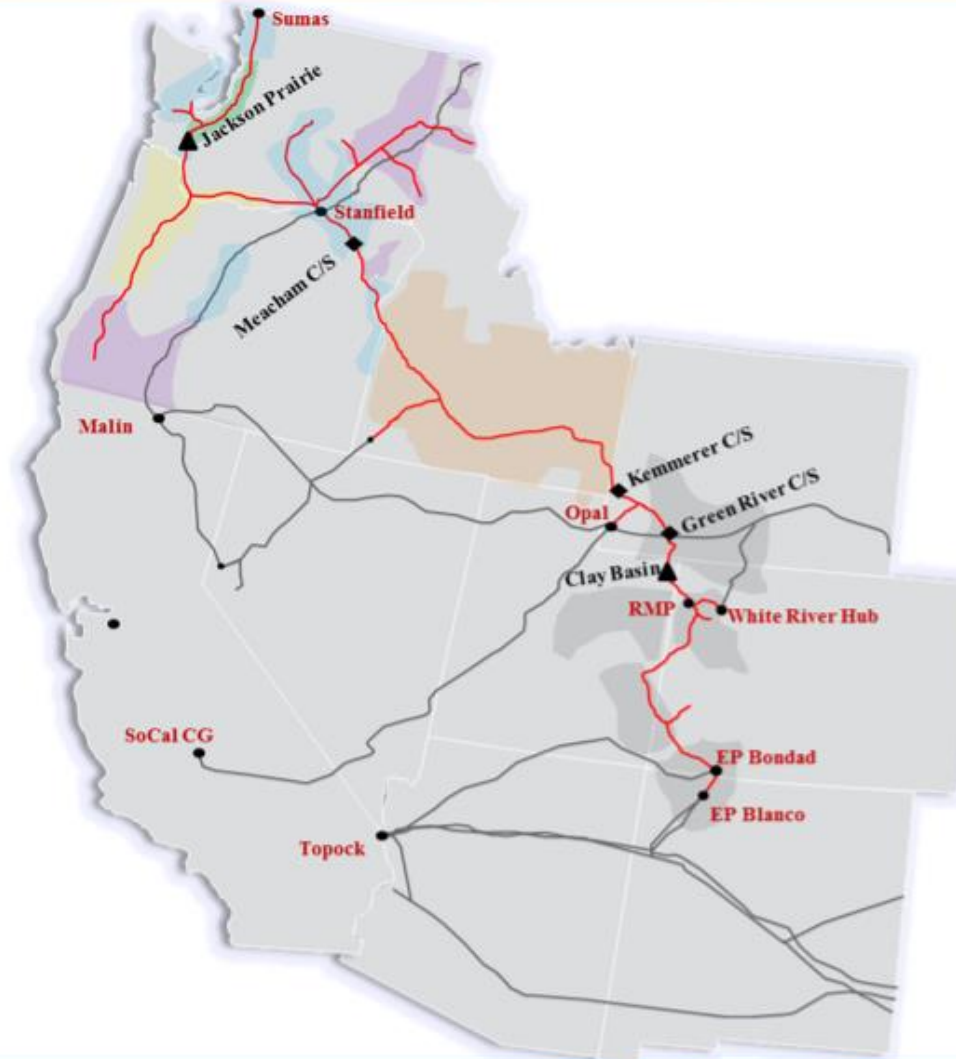 Sumas
Jackson Prairie
Stanfield
Meacham C/S
Malin
Kemmerer C/S
Opal
Green River C/S
Clay Basin
RMP
White River Hub
SoCal CG
EP Bondad
EP Blanco
Topock